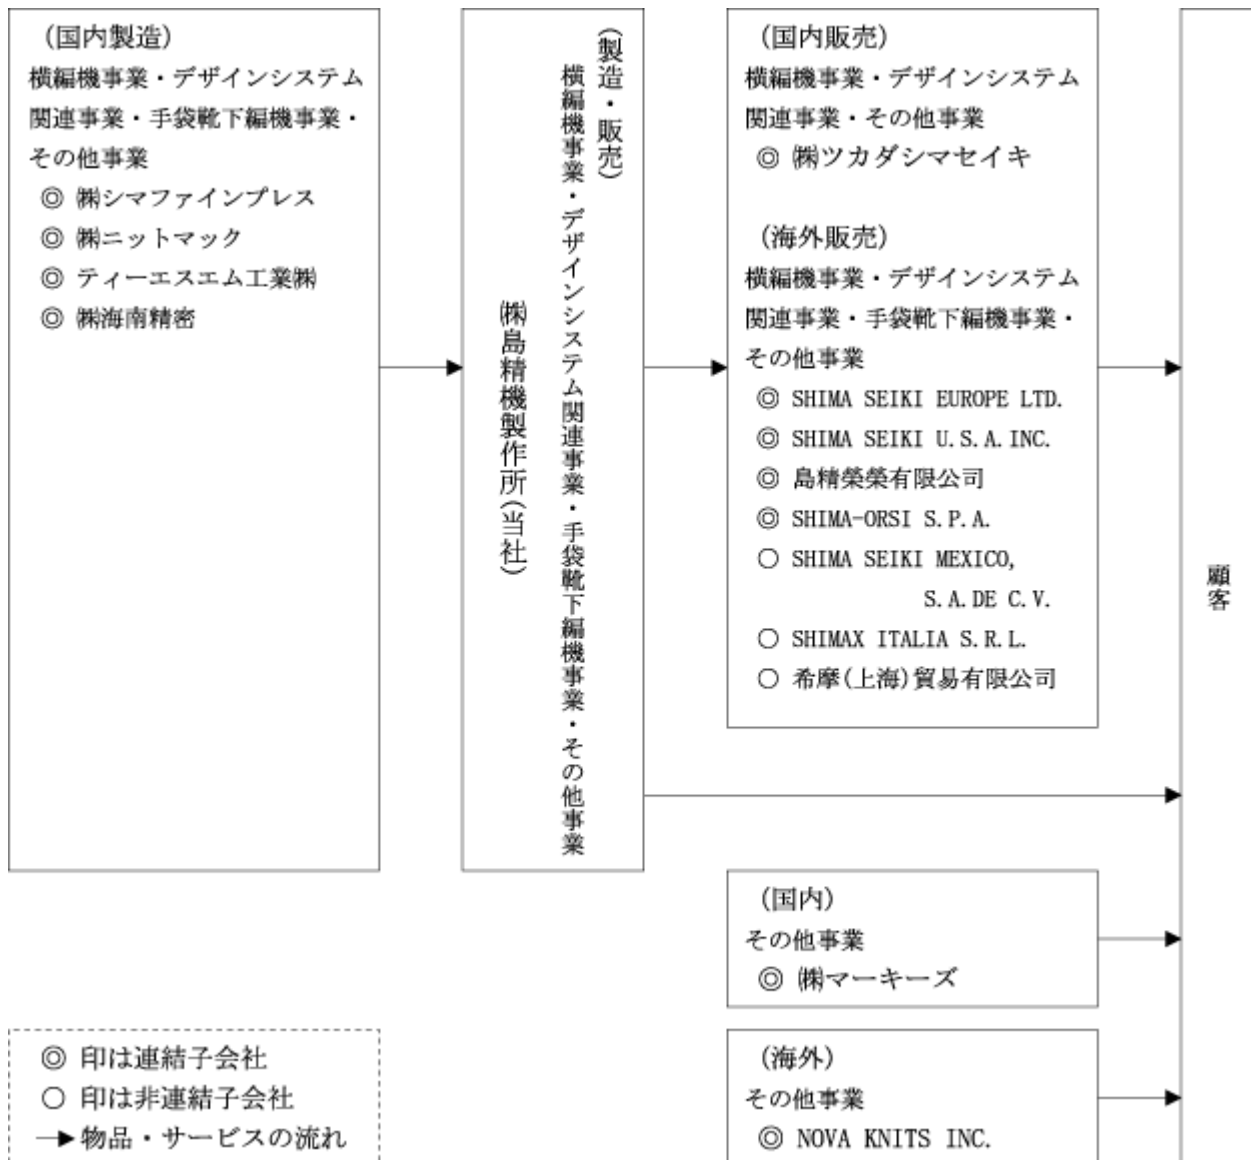 (国内製造)
横編機事業・デザインシステム
関連事業・手袋靴下編機事業・
その他事業
◎ ㈱シマファインプレス
◎ ㈱ニットマック
◎ ティーエスエム工業㈱
◎ ㈱海南精密
(製造・販売)
横編機事業・デザインシステム関連事業・手袋靴下編機事業・その他事業
㈱島精機製作所(当社)
(国内販売)
横編機事業・デザインシステム
関連事業・その他事業
◎ ㈱ツカダシマセイキ
(海外販売)
横編機事業・デザインシステム
関連事業・手袋靴下編機事業・
その他事業
◎ SHIMA SEIKI EUROPE LTD.
◎ SHIMA SEIKI U.S.A.INC.
◎ 島精榮榮有限公司
◎ SHIMA-ORSI S.P.A.
○ SHIMA SEIKI MEXICO,
S.A.DE C.V.
○ SHIMAX ITALIA S.R.L.
○ 希摩(上海)貿易有限公司
顧客
(国内)
その他事業
◎ ㈱マーキーズ
(海外)
その他事業
◎ NOVA KNITS INC.
◎ 印は連結子会社
○ 印は非連結子会社
→ 物品・サービスの流れ